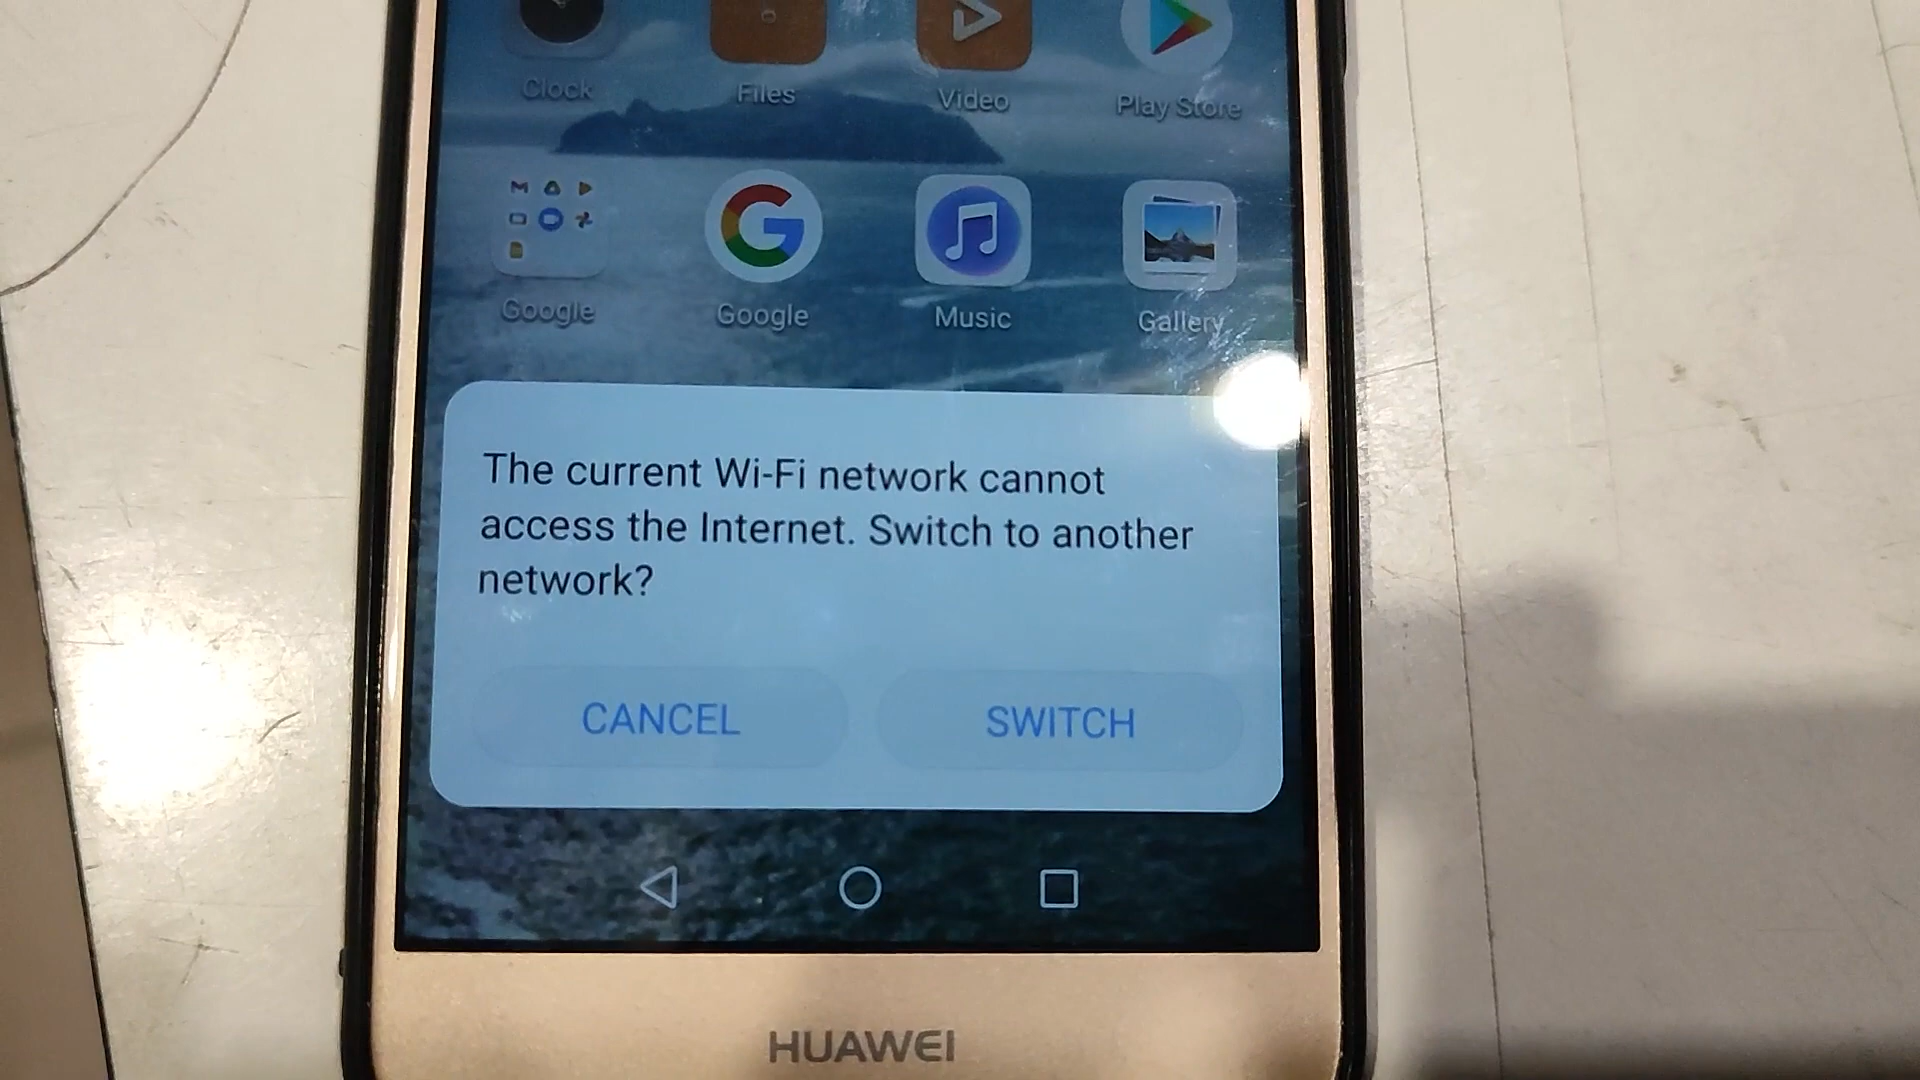 Clock Files Video Play Store
Google Google Music Gallery
The current Wi-Fi network cannot
access the Internet. Switch to another
network?
CANCEL SWITCH
HUAWEI